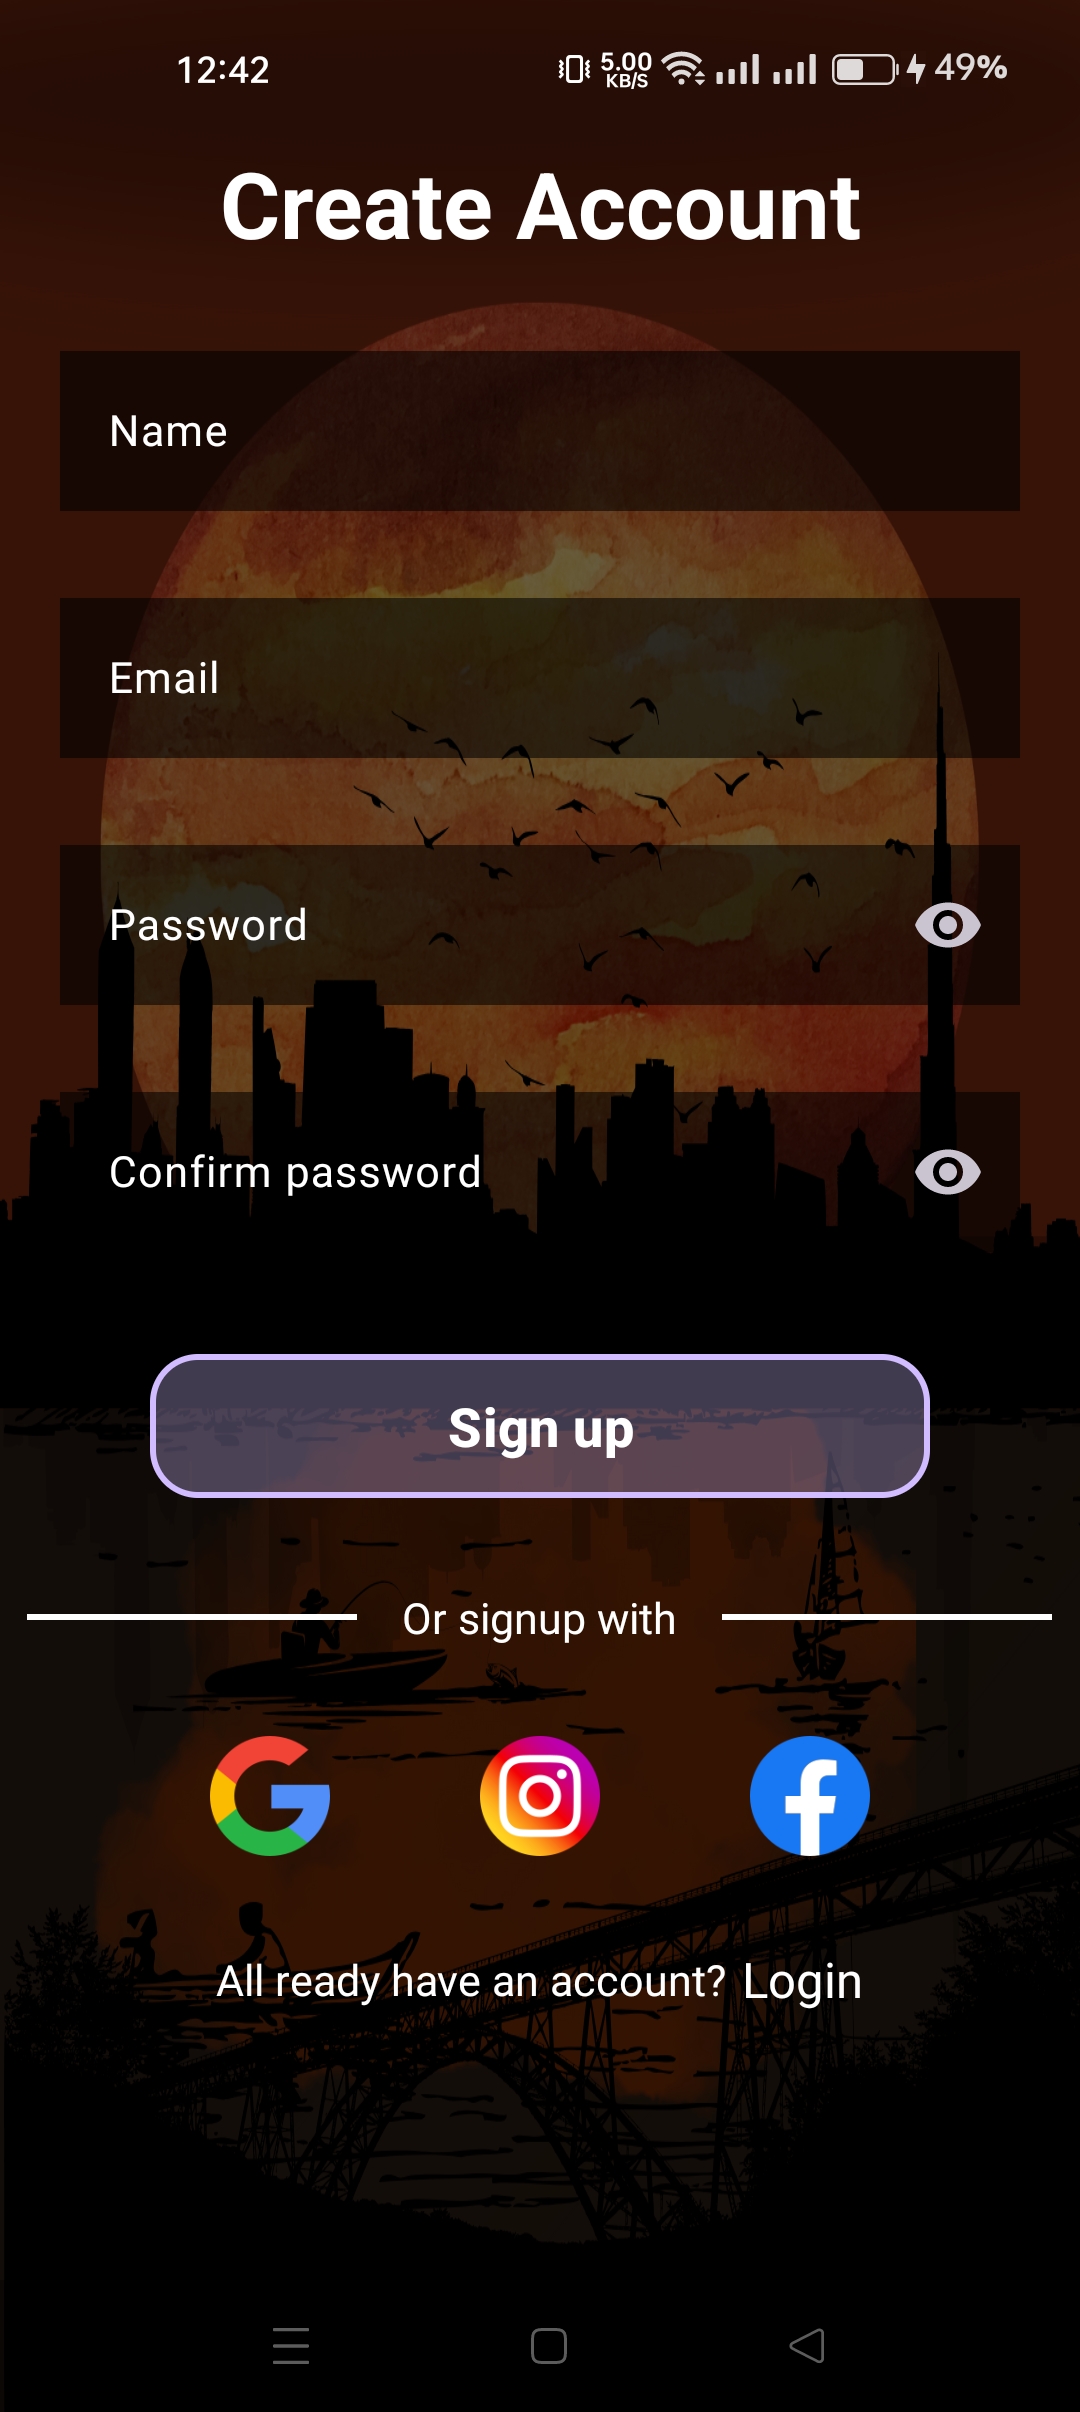 12:42
5.00
KB/S
49%
Create Account
Name
Email
Password
Confirm password
Sign up
Or signup with
All ready have an account? Login